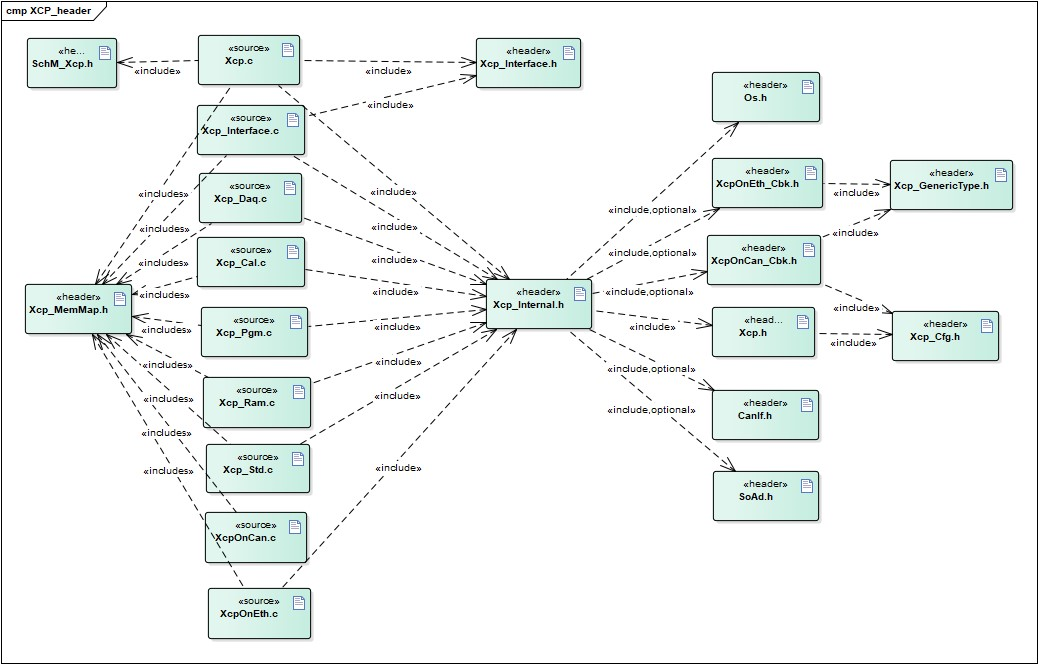 cmp XCP_header
«he...
SchM_Xcp.h
«source»
Xcp.c
«header»
Xcp_Interface.h
«include»
«include»
«include»
«source»
Xcp_Interface.c
«header»
Os.h
«source»
Xcp_Daq.c
«header»
XcpOnEth_Cbk.h
«header»
Xcp_GenericType.h
«include»
«includes»
«include»
«include,optional»
«includes»
«include»
«include»
«source»
Xcp_Cal.c
«header»
XcpOnCan_Cbk.h
«include,optional»
«includes»
«include»
«header»
Xcp_MemMap.h
«includes»
«include»
«header»
Xcp_Internal.h
«include,optional»
«include»
«source»
Xcp_Pgm.c
«head...
Xcp.h
«header»
Xcp_Cfg.h
«includes»
«include»
«include»
«include»
«includes»
«include»
«include,optional»
«source»
Xcp_Ram.c
«includes»
«include»
«header»
CanIf.h
«include,optional»
«includes»
«source»
Xcp_Std.c
«includes»
«include»
«header»
SoAd.h
«source»
XcpOnCan.c
«source»
XcpOnEth.c